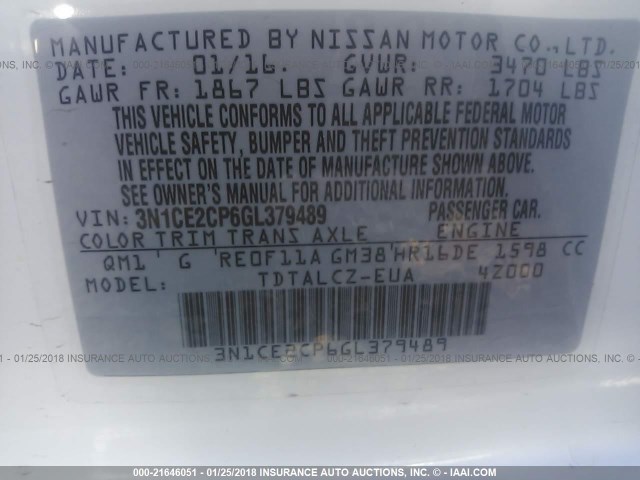 MANUFACTURED BY NISSAN MOTOR CO., LTD.
DATE: 01/16. GVWR: 3470 LBS
GAWR FR: 1867 LBS GAWR RR: 1704 LBS
THIS VEHICLE CONFORMS TO ALL APPLICABLE FEDERAL MOTOR
VEHICLE SAFETY, BUMPER AND THEFT PREVENTION STANDARDS
IN EFFECT ON THE DATE OF MANUFACTURE SHOWN ABOVE.
SEE OWNER'S MANUAL FOR ADDITIONAL INFORMATION.
VIN: 3N1CE2CP6GL379489 PASSENGER CAR.
COLOR TRIM TRANS AXLE ENGINE
QM1' G 'RE0F11A GM38'HR16DE 1598 CC
MODEL: TDTALCZ-EUA 4Z000
3N1CE2CP6GL379489
000-21646051 - 01/25/2018 INSURANCE AUTO AUCTIONS, INC. - © - IAAI.COM